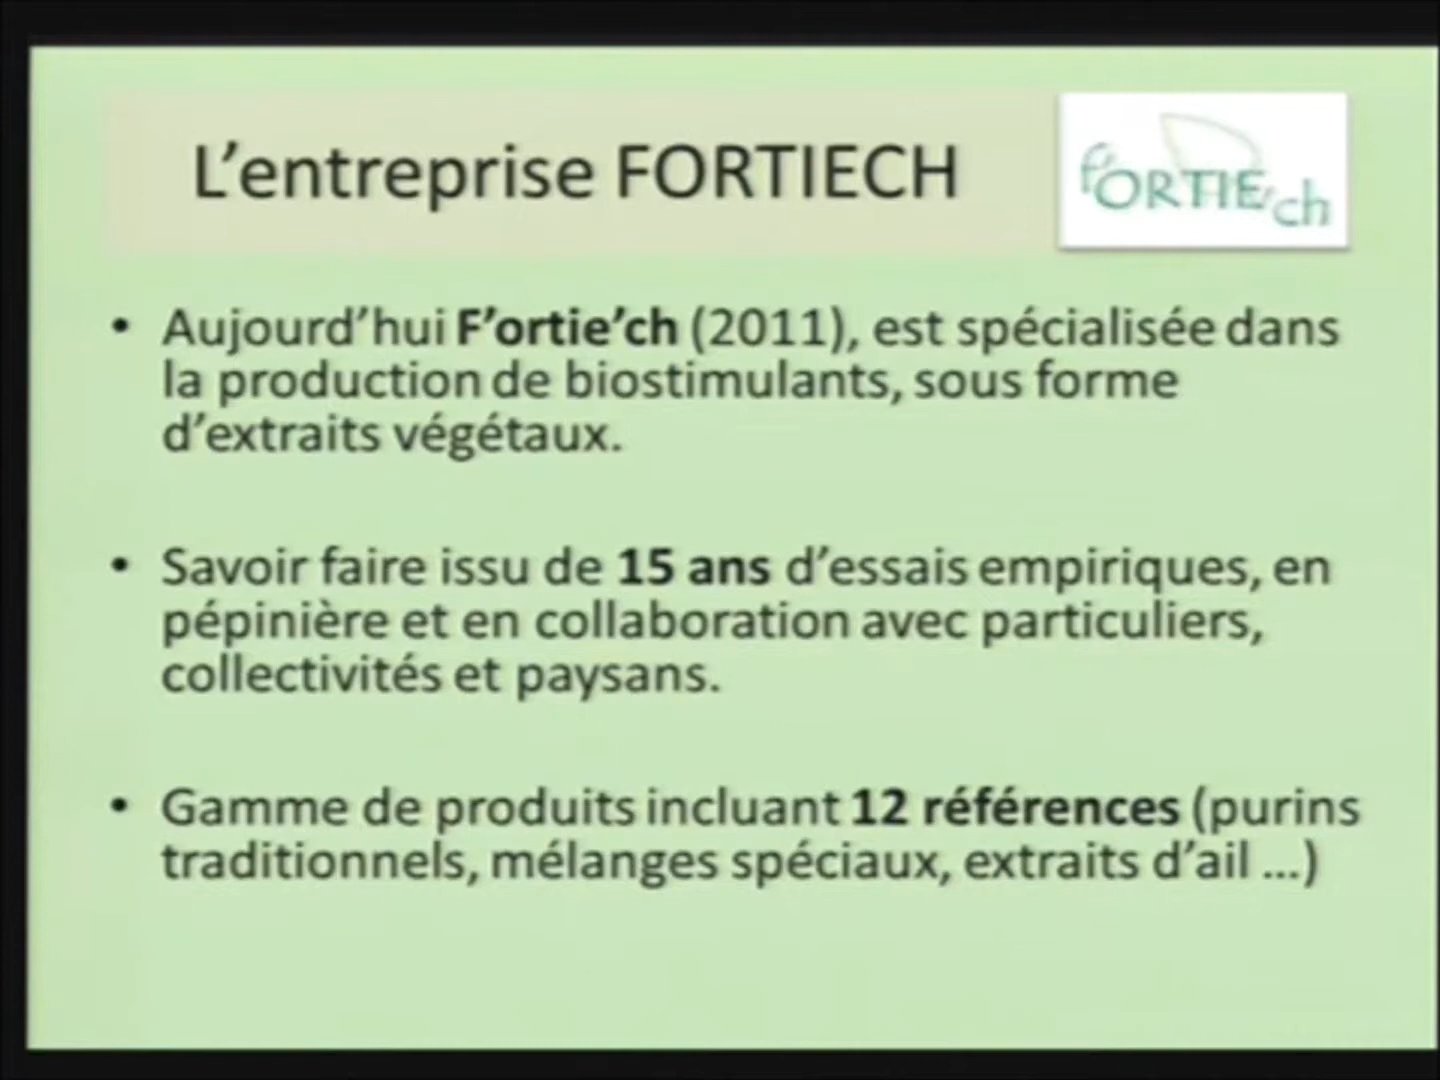 L'entreprise FORTIECH
f'ORTIE'ch
• Aujourd'hui F'ortie'ch (2011), est spécialisée dans
la production de biostimulants, sous forme
d'extraits végétaux.
• Savoir faire issu de 15 ans d'essais empiriques, en
pépinière et en collaboration avec particuliers,
collectivités et paysans.
• Gamme de produits incluant 12 références (purins
traditionnels, mélanges spéciaux, extraits d'ail ...)